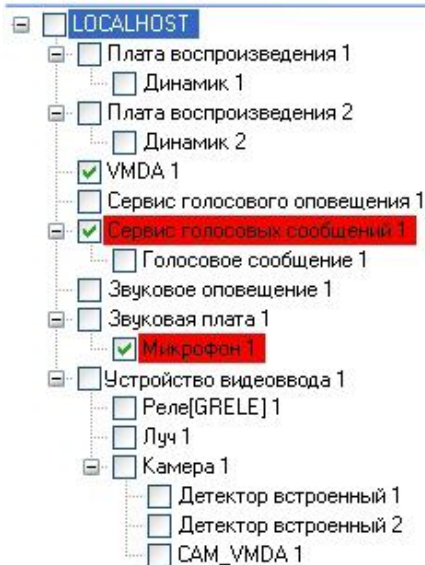 LOCALHOST
Плата воспроизведения 1
Динамик 1
Плата воспроизведения 2
Динамик 2
VMDA 1
Сервис голосового оповещения 1
Сервис голосовых сообщений 1
Голосовое сообщение 1
Звуковое оповещение 1
Звуковая плата 1
Микрофон 1
Устройство видеоввода 1
Реле[GRELE] 1
Луч 1
Камера 1
Детектор встроенный 1
Детектор встроенный 2
CAM_VMDA 1